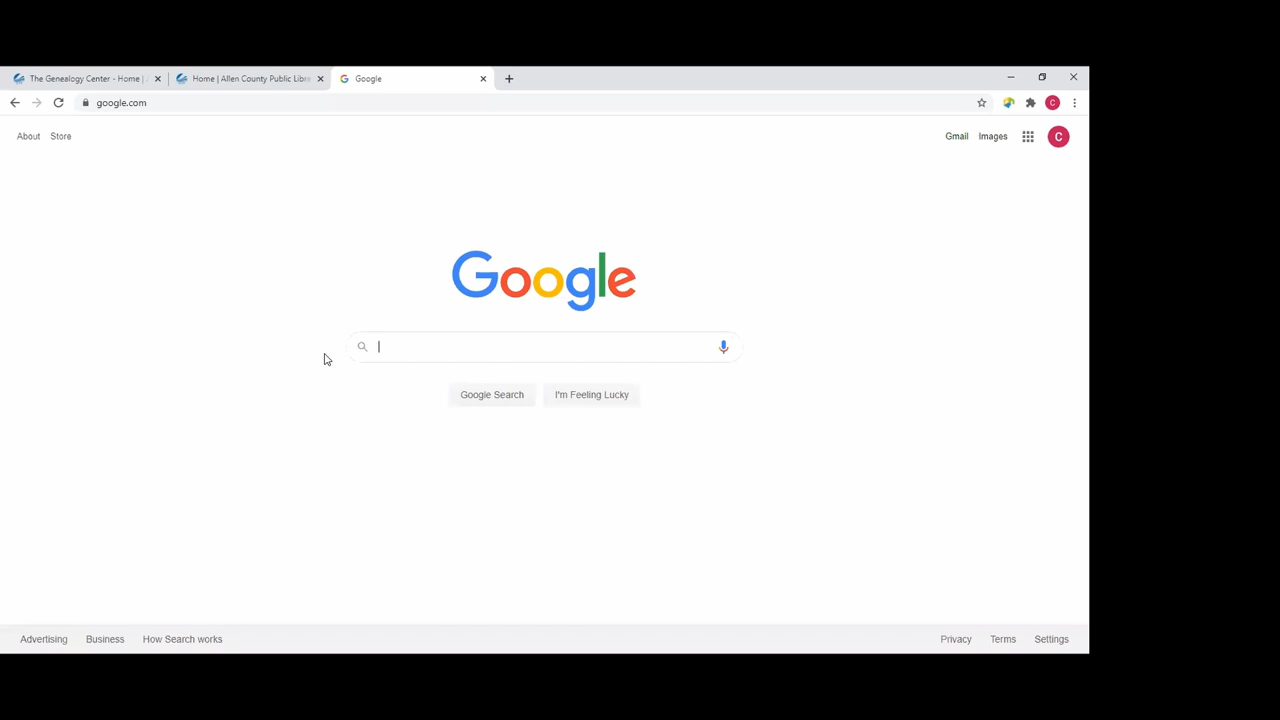 The Genealogy Center - Home |
Home | Allen County Public Libr
Google
google.com
C
About
Store
Gmail
Images
C
Google
Google Search
I'm Feeling Lucky
Advertising
Business
How Search works
Privacy
Terms
Settings